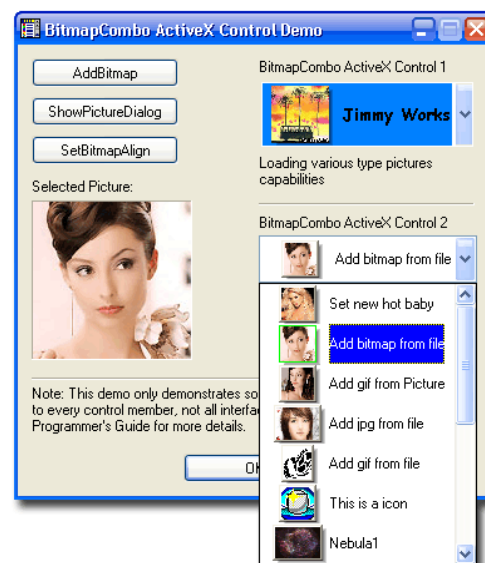 BitmapCombo ActiveX Control Demo
AddBitmap
ShowPictureDialog
SetBitmapAlign
Selected Picture:
BitmapCombo ActiveX Control 1
Jimmy Works
Loading various type pictures
capabilities
BitmapCombo ActiveX Control 2
Add bitmap from file
Set new hot baby
Add bitmap from file
Add gif from Picture
Add jpg from file
Add gif from file
This is a icon
Nebula1
Note: This demo only demonstrates
to every control member, not all
Programmer's Guide for more details.